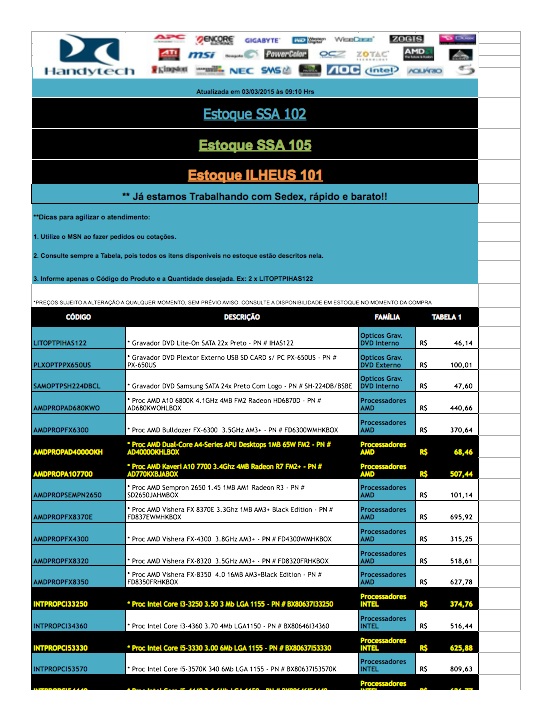 APC ENCORE ELECTRONICS GIGABYTE WD Western Digital WiseCase ZOGIS
ATI msi Seagate PowerColor OCZ ZOTAC AMD
Handytech Kingston NEC SMS AOC intel AQUÁRIO
Atualizada em 03/03/2015 às 09:10 Hrs
Estoque SSA 102
Estoque SSA 105
Estoque ILHEUS 101
** Já estamos Trabalhando com Sedex, rápido e barato!!
**Dicas para agilizar o atendimento:
1. Utilize o MSN ao fazer pedidos ou cotações.
2. Consulte sempre a Tabela, pois todos os itens disponíveis no estoque estão descritos nela.
3. Informe apenas o Código do Produto e a Quantidade desejada. Ex: 2 x LITOPTPIHAS122
*PREÇOS SUJEITO A ALTERAÇÃO A QUALQUER MOMENTO, SEM PRÉVIO AVISO. CONSULTE A DISPONIBILIDADE EM ESTOQUE NO MOMENTO DA COMPRA
CÓDIGO DESCRIÇÃO FAMÍLIA TABELA 1
LITOPTPIHAS122 * Gravador DVD Lite-On SATA 22x Preto - PN # IHAS122 Opticos Grav. DVD Interno R$ 46,14
PLXOPTPPX650US * Gravador DVD Plextor Externo USB SD CARD s/ PC PX-650US - PN # PX-650US Opticos Grav. DVD Externo R$ 100,01
SAMOPTPSH224DBCL * Gravador DVD Samsung SATA 24x Preto Com Logo - PN # SH-224DB/BSBE Opticos Grav. DVD Interno R$ 47,60
AMDPROPAD680KWO * Proc AMD A10 6800K 4.1GHz 4MB FM2 Radeon HD6870D - PN # AD680KWOHLBOX Processadores AMD R$ 440,66
AMDPROPFX6300 * Proc AMD Bulldozer FX-6300 3.5GHz AM3+ - PN # FD6300WMHKBOX Processadores AMD R$ 370,64
AMDPROPAD4000KH * Proc AMD Dual-Core A4-Series APU Desktops 1MB 65W FM2 - PN # AD4000OKHLBOX Processadores AMD R$ 68,46
AMDPROPA107700 * Proc AMD Kaveri A10 7700 3.4Ghz 4MB Radeon R7 FM2+ - PN # AD770KXBJABOX Processadores AMD R$ 507,44
AMDPROPSEMPN2650 * Proc AMD Sempron 2650 1.45 1MB AM1 Radeon R3 - PN # SD2650JAHMBOX Processadores AMD R$ 101,14
AMDPROPFX8370E * Proc AMD Vishera FX 8370E 3.3Ghz 1MB AM3+ Black Edition - PN # FD837EWMHKBOX Processadores AMD R$ 695,92
AMDPROPFX4300 * Proc AMD Vishera FX-4300 3.8GHz AM3+ - PN # FD4300WMHKBOX Processadores AMD R$ 315,25
AMDPROPFX8320 * Proc AMD Vishera FX-8320 3.5GHz AM3+ - PN # FD8320FRHKBOX Processadores AMD R$ 518,61
AMDPROPFX8350 * Proc AMD Vishera FX-8350 4.0 16MB AM3+Black Edition - PN # FD8350FRHKBOX Processadores AMD R$ 627,78
INTPROPCI33250 * Proc Intel Core i3-3250 3.50 3 Mb LGA 1155 - PN # BX80637I33250 Processadores INTEL R$ 374,76
INTPROPCI34360 * Proc Intel Core i3-4360 3.70 4Mb LGA1150 - PN # BX80646I34360 Processadores INTEL R$ 516,44
INTPROPCI53330 * Proc Intel Core i5-3330 3.00 6Mb LGA 1155 - PN # BX80637I53330 Processadores INTEL R$ 625,88
INTPROPCI53570 * Proc Intel Core i5-3570K 340 6Mb LGA 1155 - PN # BX80637I53570K Processadores INTEL R$ 809,63
Processadores